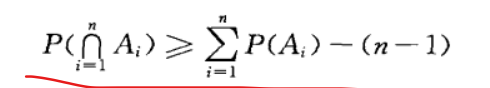 P(⋂_{i=1}^{n} A_i) ⩾ ∑_{i=1}^{n} P(A_i) − (n − 1)